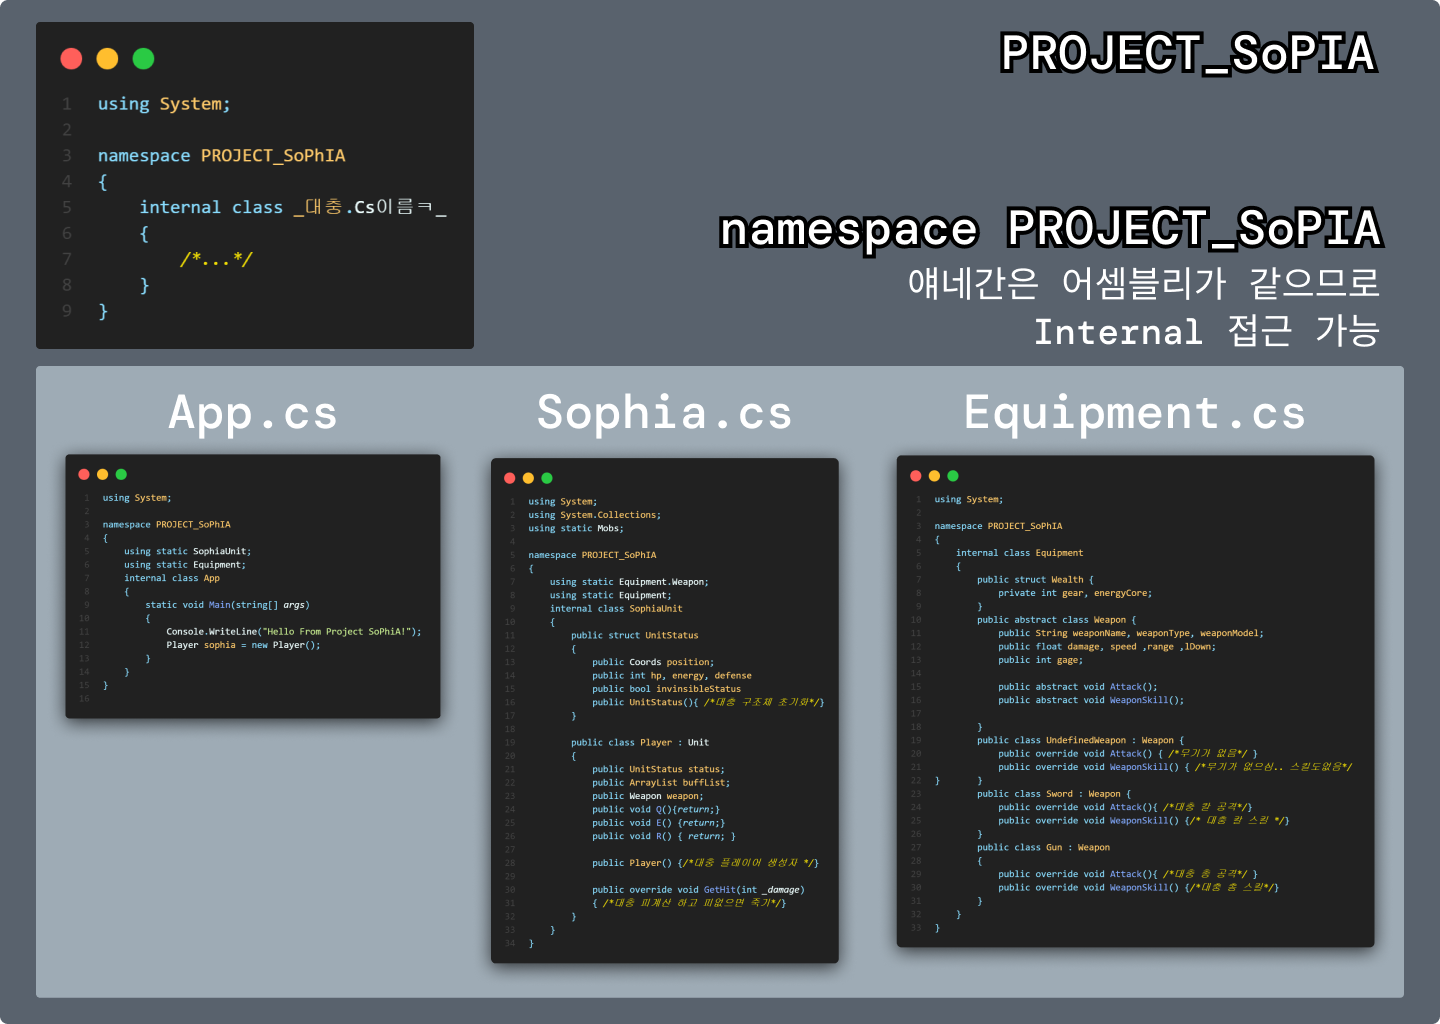 PROJECT_SoPIA
1 using System;
2
3 namespace PROJECT_SoPhIA
4 {
5     internal class _대충.Cs이름ㅋ_
6     {
7         /*...*/
8     }
9 }
namespace PROJECT_SoPIA
얘네간은 어셈블리가 같으므로
Internal 접근 가능
App.cs
1 using System;
2
3 namespace PROJECT_SoPhIA
4 {
5     using static SophiaUnit;
6     using static Equipment;
7     internal class App
8     {
9         static void Main(string[] args)
10         {
11             Console.WriteLine("Hello From Project SoPhiA!");
12             Player sophia = new Player();
13         }
14     }
15 }
16
Sophia.cs
1 using System;
2 using System.Collections;
3 using static Mobs;
4
5 namespace PROJECT_SoPhIA
6 {
7     using static Equipment.Weapon;
8     using static Equipment;
9     internal class SophiaUnit
10     {
11         public struct UnitStatus
12         {
13             public Coords position;
14             public int hp, energy, defense
15             public bool invinsibleStatus
16             public UnitStatus(){ /*대충 구조체 초기화*/}
17         }
18
19         public class Player : Unit
20         {
21             public UnitStatus status;
22             public ArrayList buffList;
23             public Weapon weapon;
24             public void Q(){return;}
25             public void E() {return;}
26             public void R() { return; }
27
28             public Player() {/*대충 플레이어 생성자 */}
29
30             public override void GetHit(int _damage)
31             { /*대충 피계산 하고 피없으면 죽기*/}
32         }
33     }
34 }
Equipment.cs
1 using System;
2
3 namespace PROJECT_SoPhIA
4 {
5     internal class Equipment
6     {
7         public struct Wealth {
8             private int gear, energyCore;
9         }
10         public abstract class Weapon {
11             public String weaponName, weaponType, weaponModel;
12             public float damage, speed ,range ,lDown;
13             public int gage;
14
15             public abstract void Attack();
16             public abstract void WeaponSkill();
17
18         }
19         public class UndefinedWeapon : Weapon {
20             public override void Attack() { /*무기가 없음*/ }
21             public override void WeaponSkill() { /*무기가 없으심.. 스킬도없음*/
22 }       }
23         public class Sword : Weapon {
24             public override void Attack(){ /*대충 칼 공격*/}
25             public override void WeaponSkill() {/* 대충 칼 스킬 */}
26         }
27         public class Gun : Weapon
28         {
29             public override void Attack(){ /*대충 총 공격*/ }
30             public override void WeaponSkill() {/*대충 총 스킬*/}
31         }
32     }
33 }